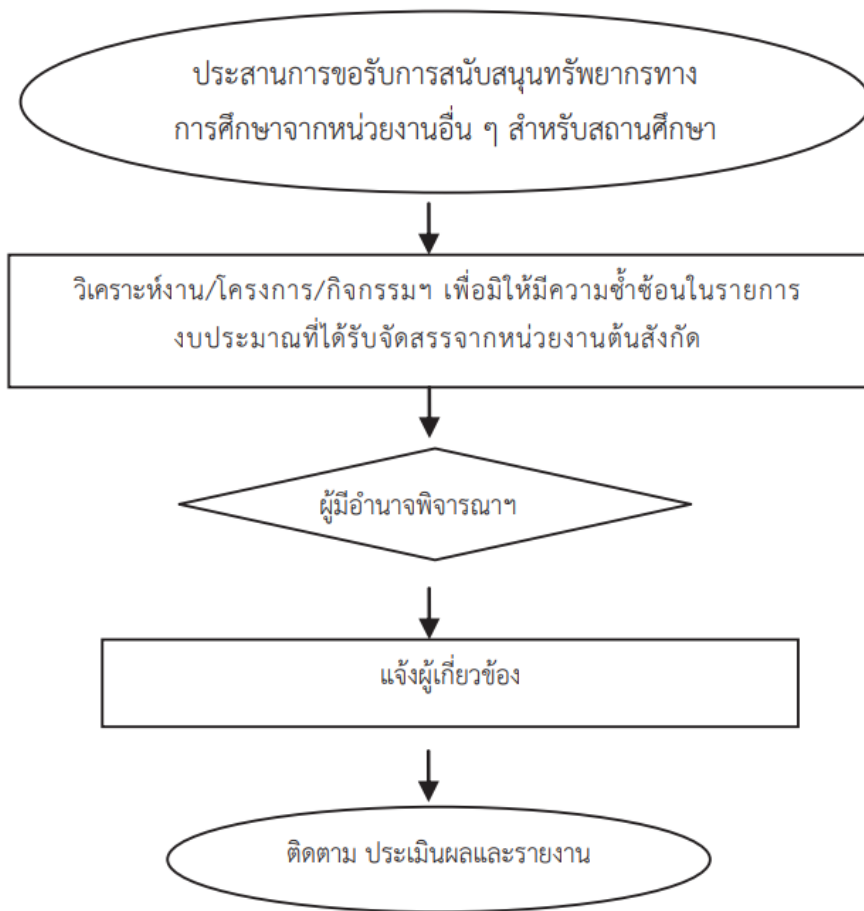 ประสานการขอรับการสนับสนุนทรัพยากรทาง
การศึกษาจากหน่วยงานอื่น ๆ สำหรับสถานศึกษา
วิเคราะห์งาน/โครงการ/กิจกรรมฯ เพื่อมิให้มีความซ้ำซ้อนในรายการ
งบประมาณที่ได้รับจัดสรรจากหน่วยงานต้นสังกัด
ผู้มีอำนาจพิจารณาฯ
แจ้งผู้เกี่ยวข้อง
ติดตาม ประเมินผลและรายงาน